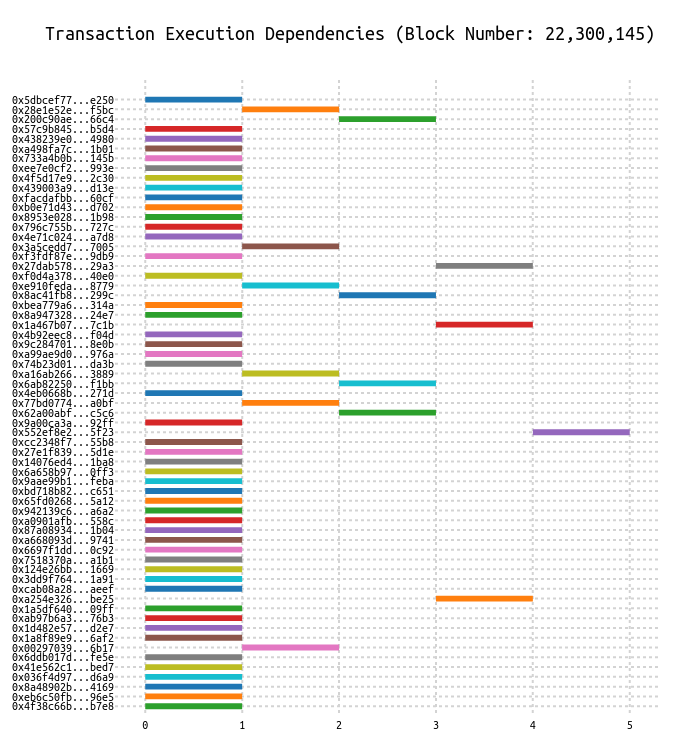 Transaction Execution Dependencies (Block Number: 22,300,145)
0x5dbcef77...e250
0x28e1e52e...f5bc
0x200c90ae...66c4
0x57c9b845...b5d4
0x438239e0...4980
0xa498fa7c...1b01
0x733a4b0b...145b
0xee7e0cf2...993e
0x4f5d17e9...2c30
0x439003a9...d13e
0xfacdafbb...60cf
0xb0e71d43...d702
0x8953e028...1b98
0x796c755b...727c
0x4e71c024...a7d8
0x3a5cedd7...7005
0xf3fdf87e...9db9
0x27dab578...29a3
0xf0d4a378...40e0
0xe910feda...8779
0x8ac41fb8...299c
0xbea779a6...314a
0x8a947328...24e7
0x1a467b07...7c1b
0x4b92eec8...f04d
0x9c284701...8e0b
0xa99ae9d0...976a
0x74b23d01...da3b
0xa16ab266...3889
0x6ab82250...f1bb
0x4eb0668b...271d
0x77bd0774...a0bf
0x62a00abf...c5c6
0x9a00ca3a...92ff
0x552ef8e2...5f23
0xcc2348f7...55b8
0x27e1f839...5d1e
0x14076ed4...1ba8
0x6a658b97...0ff3
0x9aae99b1...feba
0xbd718b82...c651
0x65fd0268...5a12
0x942139c6...a6a2
0xa0901afb...558c
0x87a08934...1b04
0xa668093d...9741
0x6697f1dd...0c92
0x7518370a...a1b1
0x124e26bb...1669
0x3dd9f764...1a91
0xcab08a28...aeef
0xa254e326...be25
0x1a5df640...09ff
0xab97b6a3...76b3
0x1d482e57...d2e7
0x1a8f89e9...6af2
0x00297039...6b17
0x6ddb017d...fe5e
0x41e562c1...bed7
0x036f4d97...d6a9
0x8a48902b...4169
0xeb6c50fb...96e5
0x4f38c66b...b7e8
0 1 2 3 4 5